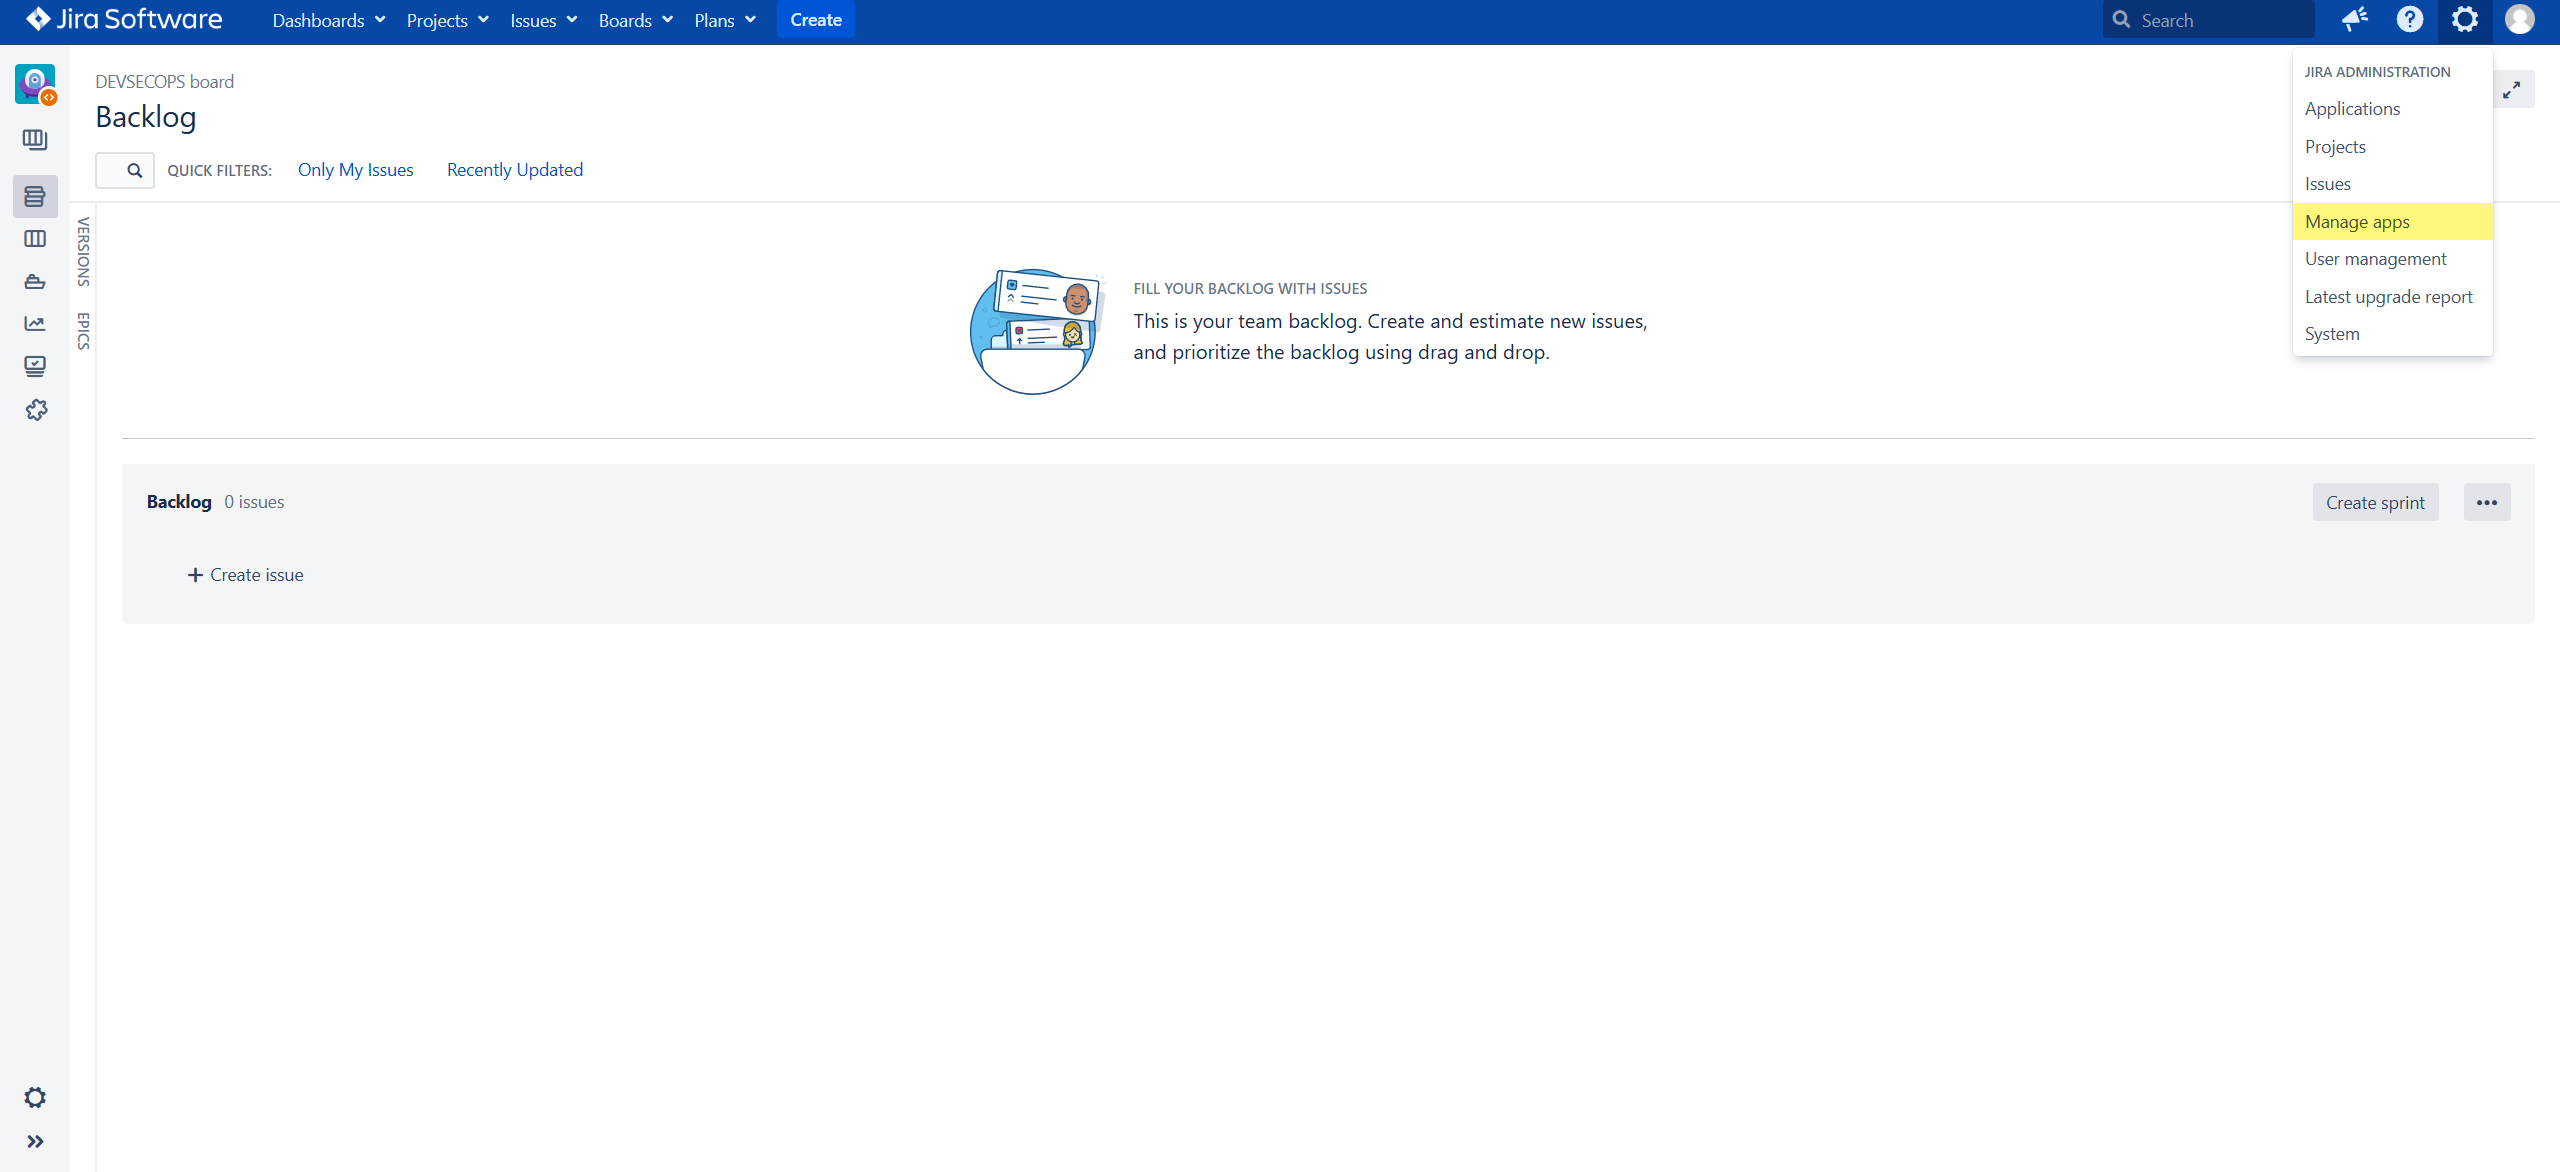 Jira Software
Dashboards
Projects
Issues
Boards
Plans
Create
Search
DEVSECOPS board
Backlog
QUICK FILTERS:
Only My Issues
Recently Updated
VERSIONS
EPICS
FILL YOUR BACKLOG WITH ISSUES
This is your team backlog. Create and estimate new issues,
and prioritize the backlog using drag and drop.
JIRA ADMINISTRATION
Applications
Projects
Issues
Manage apps
User management
Latest upgrade report
System
Backlog 0 issues
Create sprint
+ Create issue